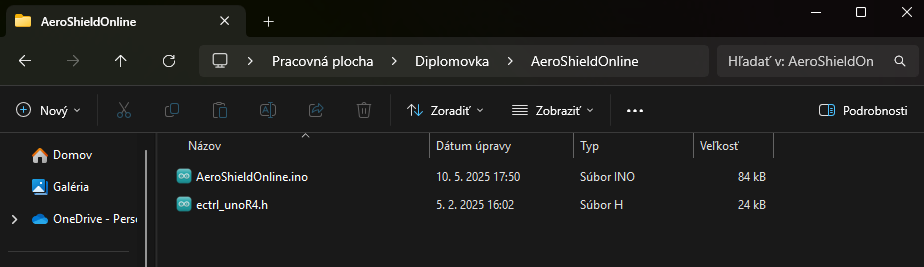 AeroShieldOnline
Pracovná plocha Diplomovka AeroShieldOnline Hľadať v: AeroShieldOn
Nový Zoradiť Zobraziť Podrobnosti
Domov
Galéria
OneDrive - Perso
Názov Dátum úpravy Typ Veľkosť
AeroShieldOnline.ino 10. 5. 2025 17:50 Súbor INO 84 kB
ectrl_unoR4.h 5. 2. 2025 16:02 Súbor H 24 kB